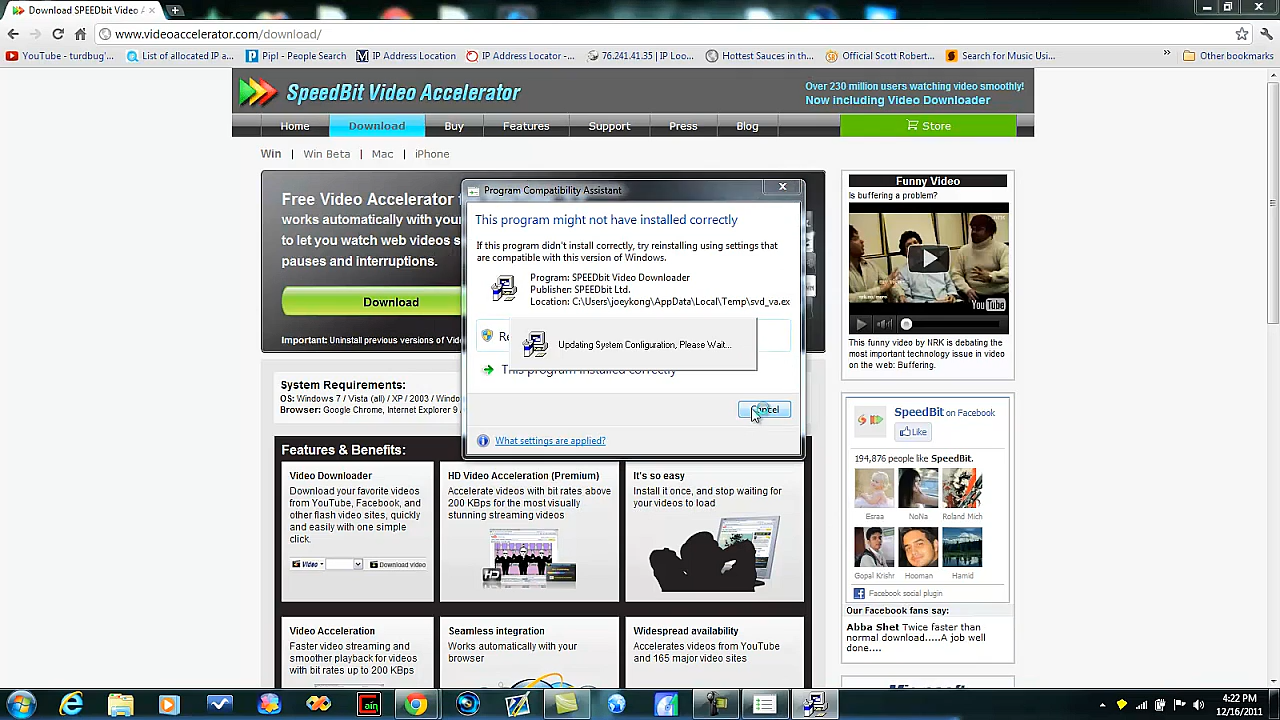 Download SPEEDbit Video A
www.videoaccelerator.com/download/
YouTube - turdbug'...
List of allocated IP a...
Pipl - People Search
IP Address Location
IP Address Locator -...
76.241.41.35 | IP Loo...
Hottest Sauces in th...
Official Scott Robert...
Search for Music Usi...
»
Other bookmarks
SpeedBit Video Accelerator
Over 230 million users watching video smoothly!
Now including Video Downloader
Home
Download
Buy
Features
Support
Press
Blog
Store
Win | Win Beta | Mac | iPhone
Free Video Accelerator f
works automatically with your
to let you watch web videos s
pauses and interruptions.
Download
Important: Uninstall previous versions of Vide
System Requirements:
OS: Windows 7 / Vista (all) / XP / 2003 / Wind
Browser: Google Chrome, Internet Explorer 9
Program Compatibility Assistant
This program might not have installed correctly
If this program didn't install correctly, try reinstalling using settings that
are compatible with this version of Windows.
Program: SPEEDbit Video Downloader
Publisher: SPEEDbit Ltd.
Location: C:\Users\joeykong\AppData\Local\Temp\svd_va.ex
Re
Updating System Configuration, Please Wait...
This program installed correctly
Cancel
What settings are applied?
Features & Benefits:
Video Downloader
Download your favorite videos
from YouTube, Facebook, and
other flash video sites, quickly
and easily with one simple
click.
Video
Download video
HD Video Acceleration (Premium)
Accelerate videos with bit rates above
200 KBps for the most visually
stunning streaming videos
HD
It's so easy
Install it once, and stop waiting for
your videos to load
Video Acceleration
Faster video streaming and
smoother playback for videos
with bit rates up to 200 KBps
Seamless integration
Works automatically with your
browser
Widespread availability
Accelerates videos from YouTube
and 165 major video sites
Funny Video
Is buffering a problem?
YouTube
This funny video by NRK is debating the
most important technology issue in video
on the web: Buffering.
SpeedBit on Facebook
Like
194,876 people like SpeedBit.
Esraa
NoNa
Roland Mich
Gopal Krishr
Hooman
Hamid
Facebook social plugin
Our Facebook fans say:
Abba Shet Twice faster than
normal download.....A job well
done....
ain
4:22 PM
12/16/2011